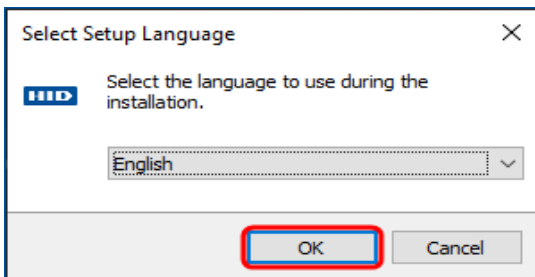 Select Setup Language
HID
Select the language to use during the
installation.
English
OK
Cancel